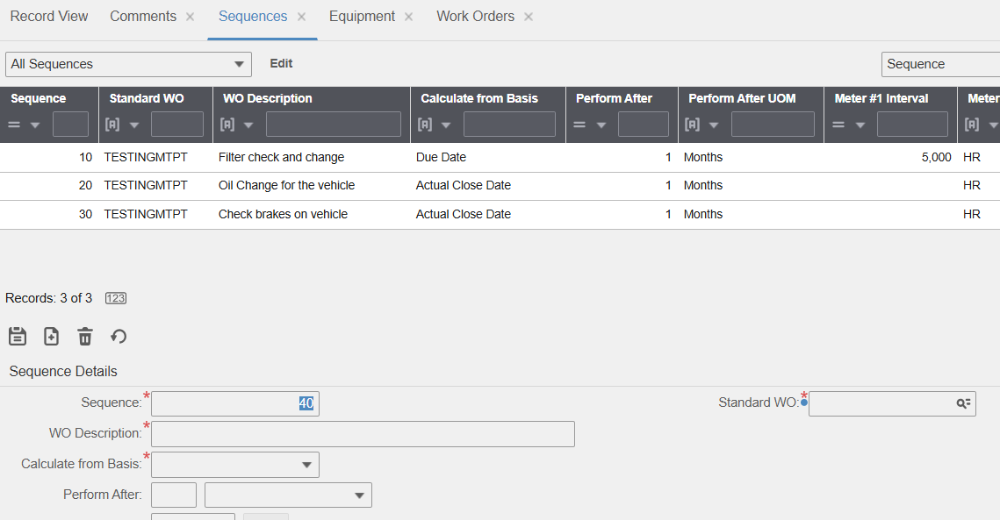 Record View Comments × Sequences × Equipment × Work Orders ×
All Sequences Edit Sequence
Sequence Standard WO WO Description Calculate from Basis Perform After Perform After UOM Meter #1 Interval Meter
= [A] [A] [A] = [A] = [A]
10 TESTINGMTPT Filter check and change Due Date 1 Months 5,000 HR
20 TESTINGMTPT Oil Change for the vehicle Actual Close Date 1 Months HR
30 TESTINGMTPT Check brakes on vehicle Actual Close Date 1 Months HR
Records: 3 of 3 123
Sequence Details
Sequence:* 40 Standard WO:*
WO Description:*
Calculate from Basis:*
Perform After: